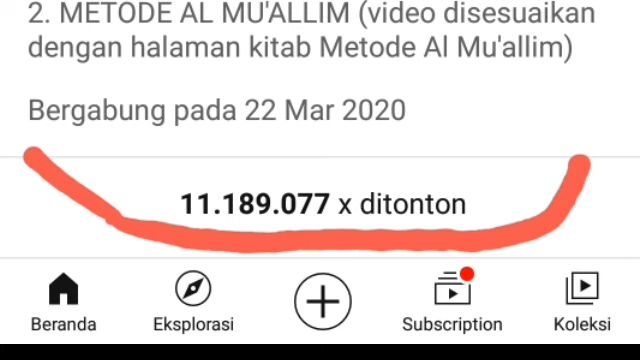 2. METODE AL MU'ALLIM (video disesuaikan
dengan halaman kitab Metode Al Mu'allim)
Bergabung pada 22 Mar 2020
11.189.077 x ditonton
Beranda
Eksplorasi
Subscription
Koleksi